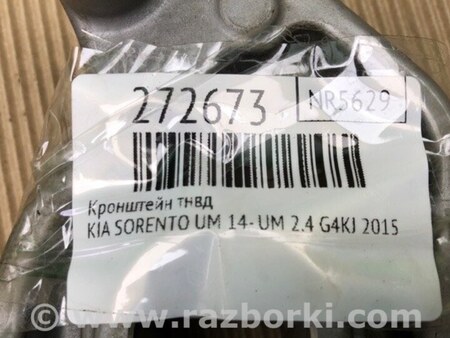 272673 NR5629
Кронштейн тнвд
KIA SORENTO UM 14- UM 2.4 G4KJ 2015
www.razborki.com